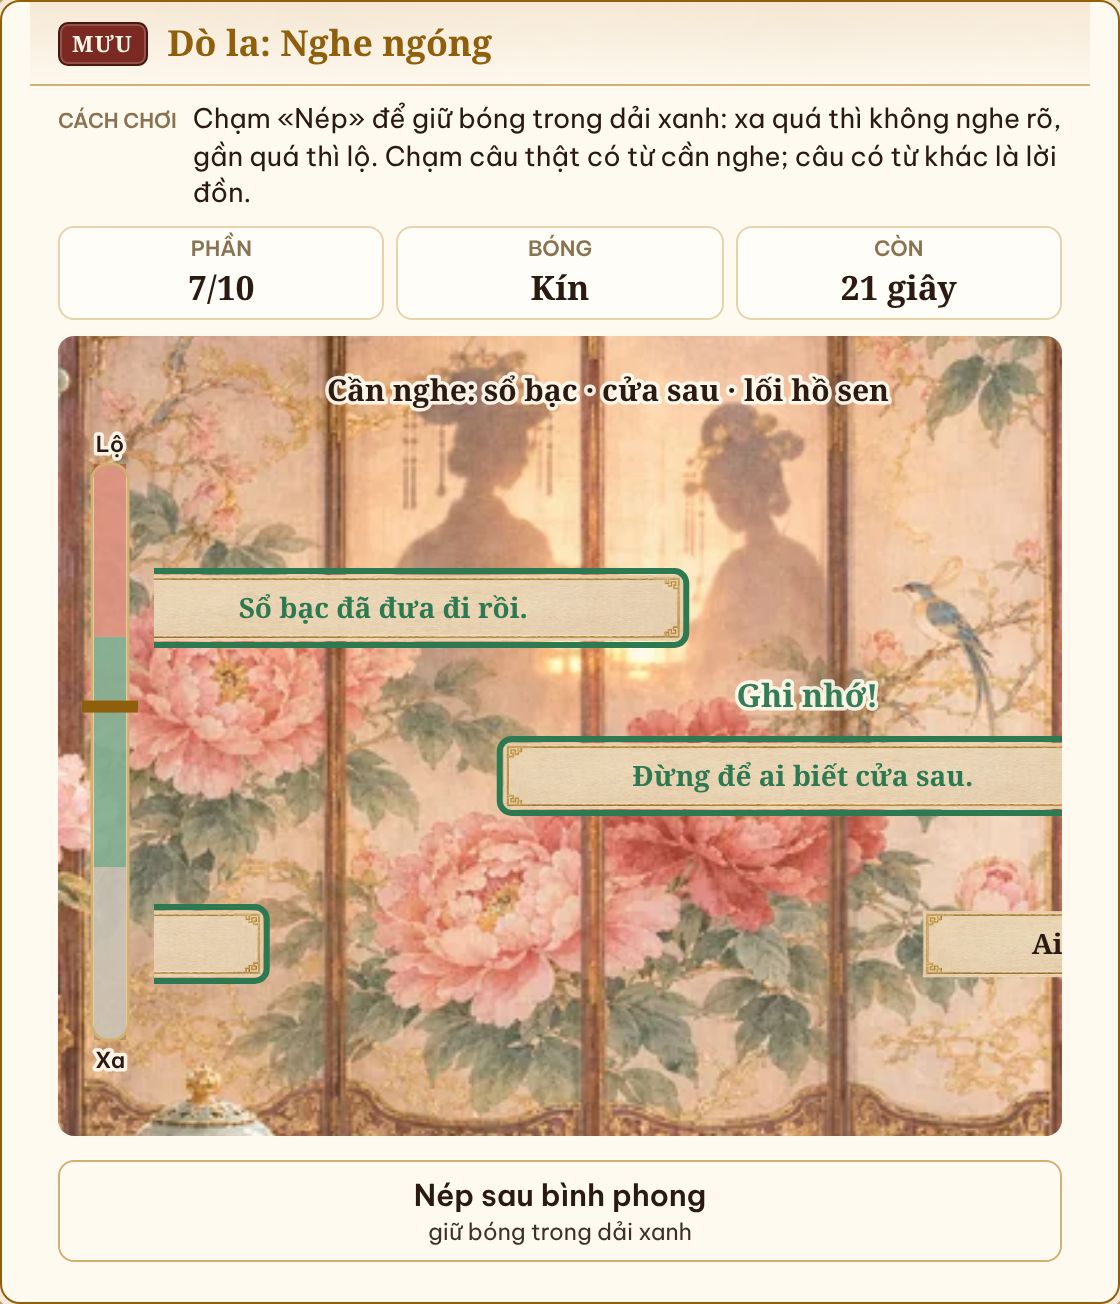 MƯU Dò la: Nghe ngóng
CÁCH CHƠI Chạm «Nép» để giữ bóng trong dải xanh: xa quá thì không nghe rõ,
gần quá thì lộ. Chạm câu thật có từ cần nghe; câu có từ khác là lời
đồn.
PHẦN BÓNG CÒN
7/10 Kín 21 giây
Cần nghe: sổ bạc · cửa sau · lối hồ sen
Lộ
Sổ bạc đã đưa đi rồi.
Ghi nhớ!
Đừng để ai biết cửa sau.
Ai
Xa
Nép sau bình phong
giữ bóng trong dải xanh